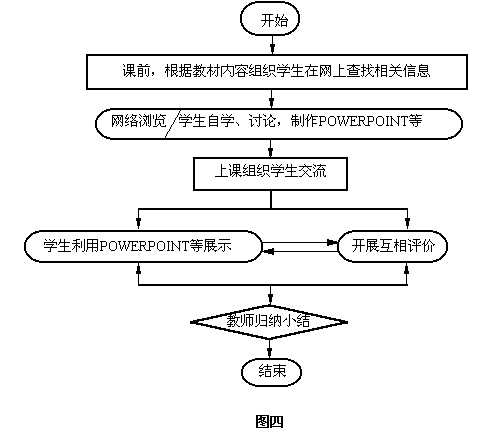 开始
课前，根据教材内容组织学生在网上查找相关信息
网络浏览 学生自学、讨论，制作POWERPOINT等
上课组织学生交流
学生利用POWERPOINT等展示
开展互相评价
教师归纳小结
结束
图四